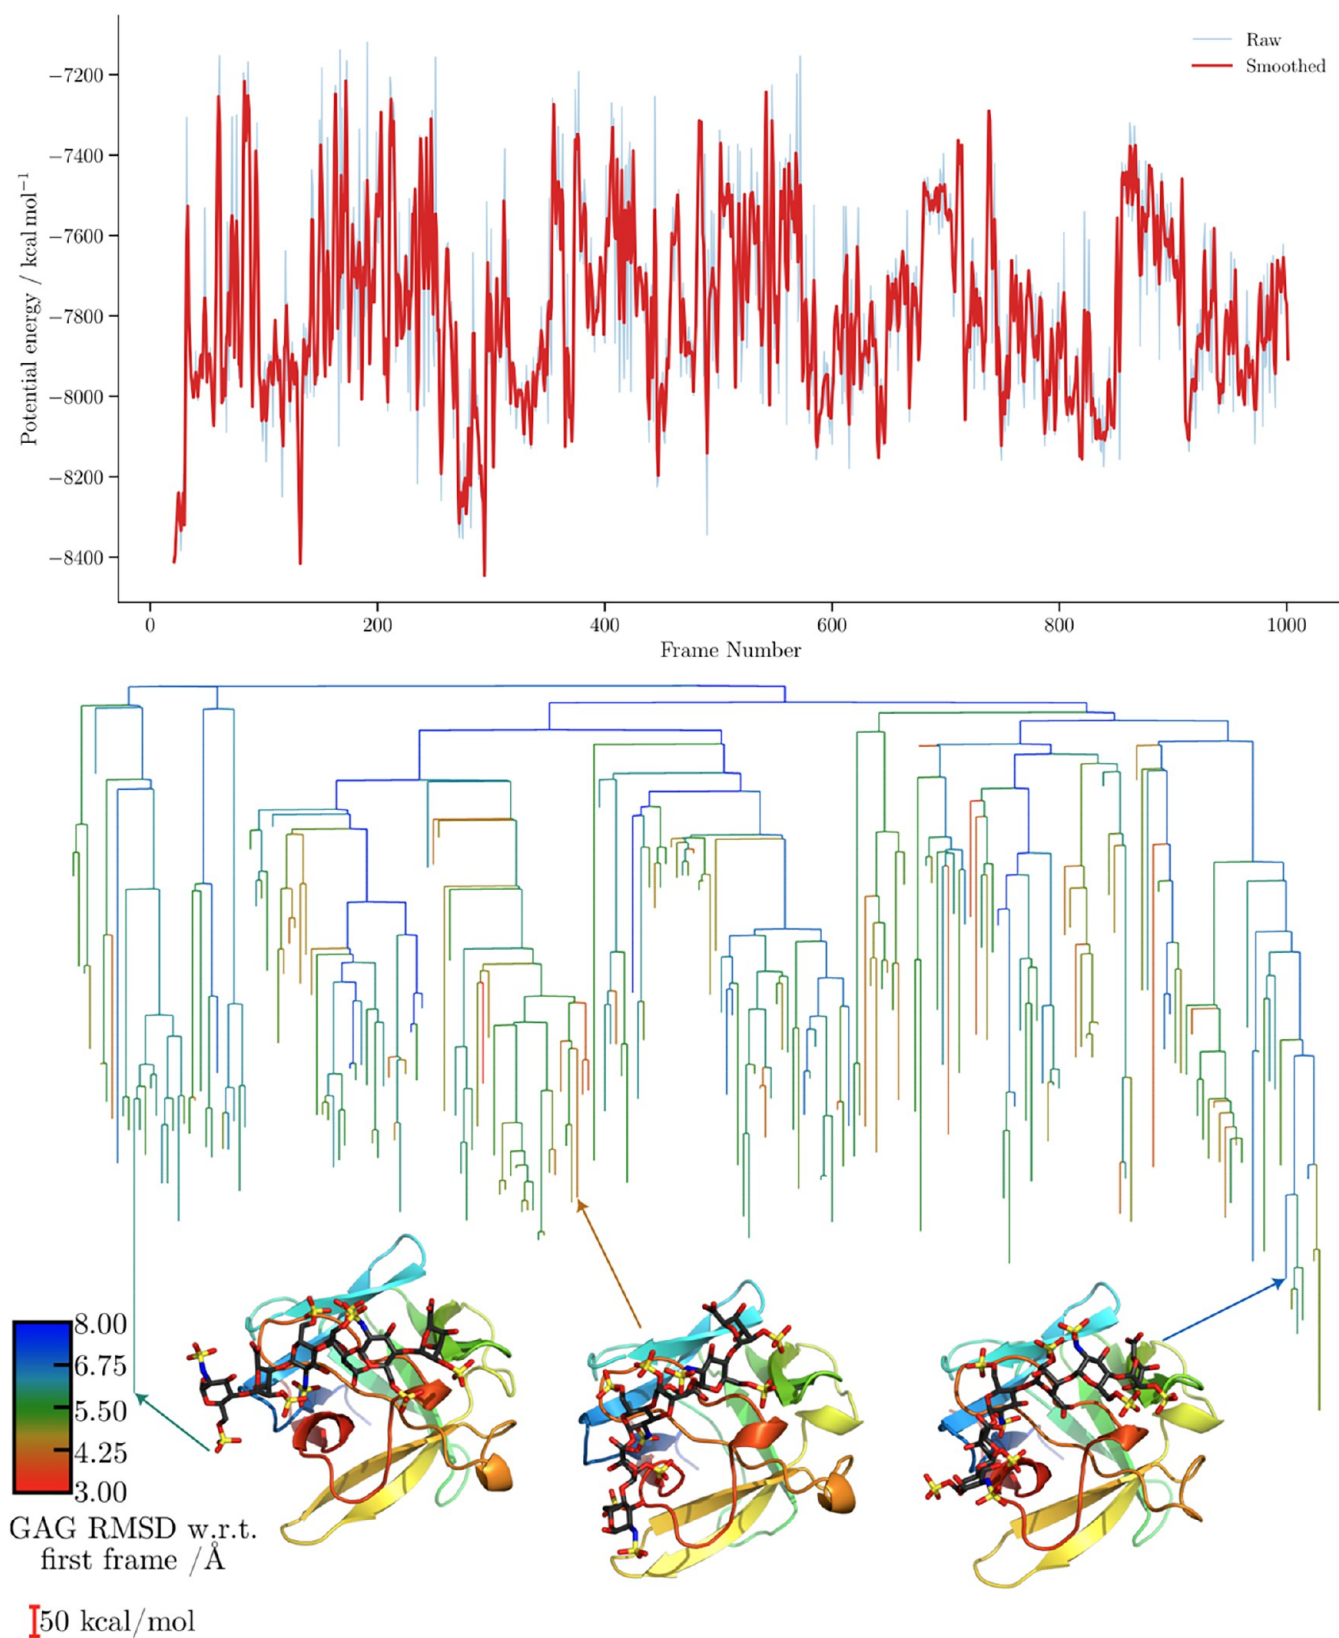 Raw
Smoothed
−7200
−7400
−7600
−7800
−8000
−8200
−8400
Potential energy / kcal mol⁻¹
0 200 400 600 800 1000
Frame Number
8.00
6.75
5.50
4.25
3.00
GAG RMSD w.r.t.
first frame /Å
50 kcal/mol